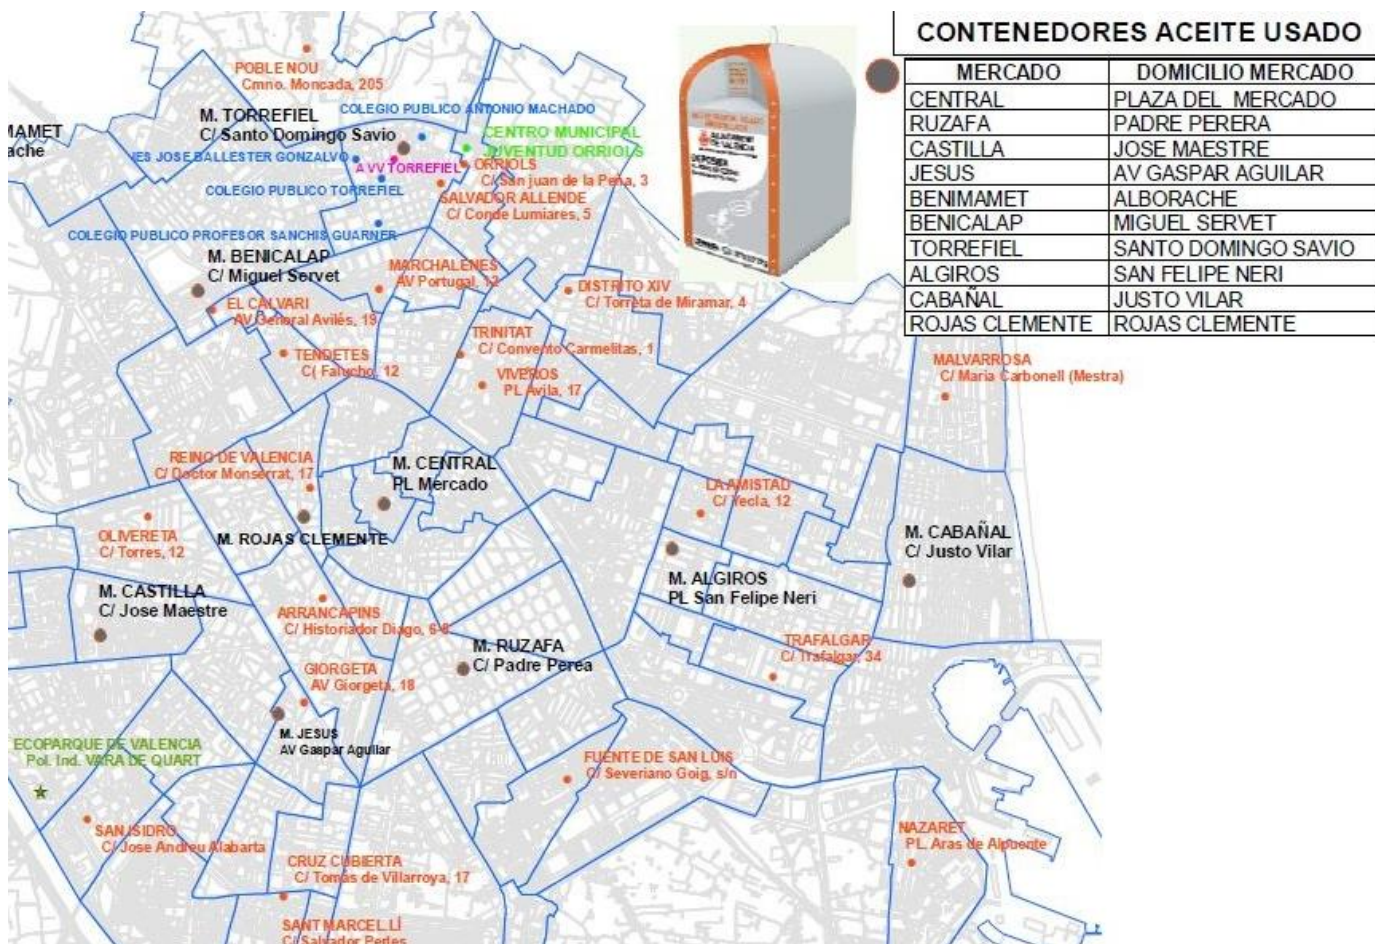 CONTENEDORES ACEITE USADO
MERCADO DOMICILIO MERCADO
CENTRAL PLAZA DEL MERCADO
RUZAFA PADRE PERERA
CASTILLA JOSE MAESTRE
JESUS AV GASPAR AGUILAR
BENIMAMET ALBORACHE
BENICALAP MIGUEL SERVET
TORREFIEL SANTO DOMINGO SAVIO
ALGIROS SAN FELIPE NERI
CABAÑAL JUSTO VILAR
ROJAS CLEMENTE ROJAS CLEMENTE
POBLE NOU
Cmno. Moncada, 205
M. TORREFIEL
C/ Santo Domingo Savio
COLEGIO PUBLICO ANTONIO MACHADO
CENTRO MUNICIPAL
JUVENTUD ORRIOLS
MAMET
ache
IES JOSE BALLESTER GONZALVO
A VV TORREFIEL
ORRIOLS
C/ San juan de la Peña, 3
COLEGIO PUBLICO TORREFIEL
SALVADOR ALLENDE
C/ Conde Lumiares, 5
COLEGIO PUBLICO PROFESOR SANCHIS GUARNER
M. BENICALAP
C/ Miguel Servet
MARCHALENES
AV Portugal, 12
EL CALVARI
AV General Avilés, 19
DISTRITO XIV
C/ Torreta de Miramar, 4
TRINITAT
C/ Convento Carmelitas, 1
TENDETES
C( Falucho, 12
VIVEROS
PL Avila, 17
MALVARROSA
C/ Maria Carbonell (Mestra)
REINO DE VALENCIA
C/ Doctor Monserrat, 17
M. CENTRAL
PL Mercado
LA AMISTAD
C/ Yecla, 12
OLIVERETA
C/ Torres, 12
M. ROJAS CLEMENTE
M. CABAÑAL
C/ Justo Vilar
M. CASTILLA
C/ Jose Maestre
M. ALGIROS
PL San Felipe Neri
ARRANCAPINS
C/ Historiador Diago, 6-8
M. RUZAFA
C/ Padre Perea
TRAFALGAR
C/ Trafalgar, 34
GIORGETA
AV Giorgeta, 18
M. JESUS
AV Gaspar Aguilar
ECOPARQUE DE VALENCIA
Pol. Ind. VARA DE QUART
FUENTE DE SAN LUIS
C/ Severiano Goig, s/n
SAN ISIDRO
C/ Jose Andreu Alabarta
NAZARET
PL. Aras de Alpuente
CRUZ CUBIERTA
C/ Tomas de Villarroya, 17
SANT MARCEL.LÍ
C/ Salvador Perles